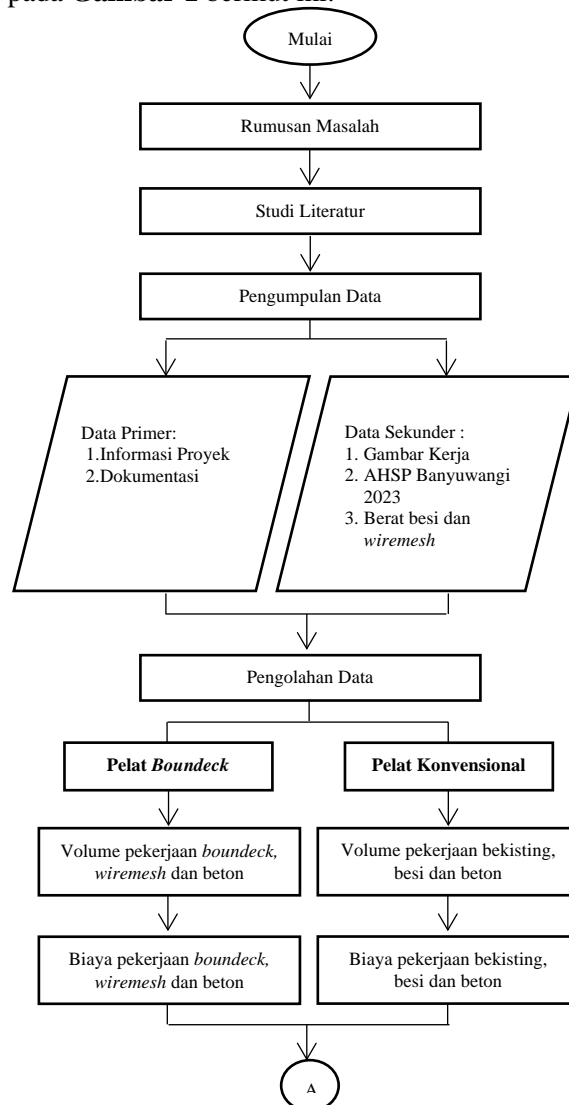 pada Gambar 1 berikut ini.
Mulai
Rumusan Masalah
Studi Literatur
Pengumpulan Data
Data Primer:
1.Informasi Proyek
2.Dokumentasi
Data Sekunder :
1. Gambar Kerja
2. AHSP Banyuwangi
2023
3. Berat besi dan
wiremesh
Pengolahan Data
Pelat Boundeck
Pelat Konvensional
Volume pekerjaan boundeck,
wiremesh dan beton
Volume pekerjaan bekisting,
besi dan beton
Biaya pekerjaan boundeck,
wiremesh dan beton
Biaya pekerjaan bekisting,
besi dan beton
A